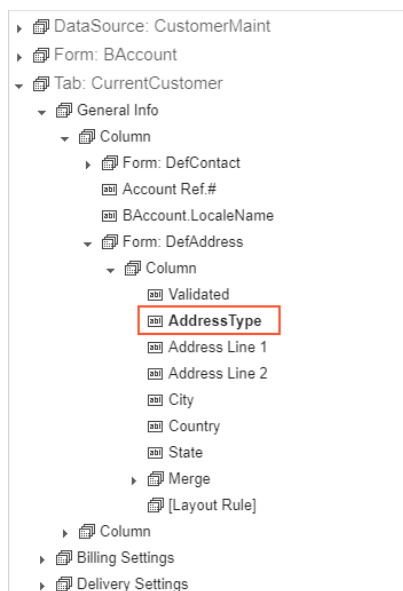 DataSource: CustomerMaint
Form: BAccount
Tab: CurrentCustomer
General Info
Column
Form: DefContact
Account Ref.#
BAccount.LocaleName
Form: DefAddress
Column
Validated
AddressType
Address Line 1
Address Line 2
City
Country
State
Merge
[Layout Rule]
Column
Billing Settings
Delivery Settings